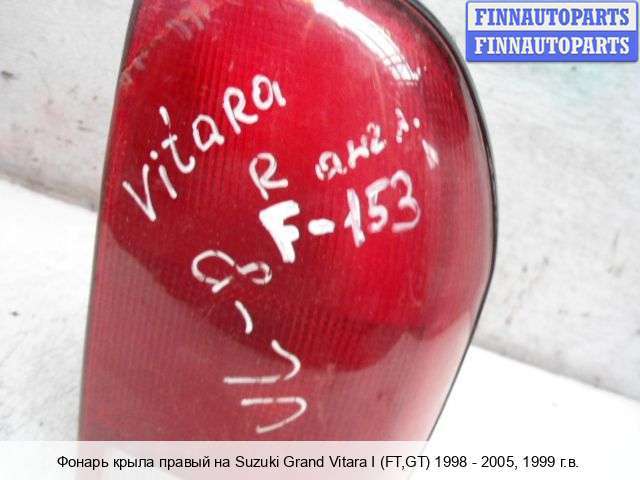 FINNAUTOPARTS
FINNAUTOPARTS
Vitara
R англ.
F-153
Фонарь крыла правый на Suzuki Grand Vitara I (FT,GT) 1998 - 2005, 1999 г.в.